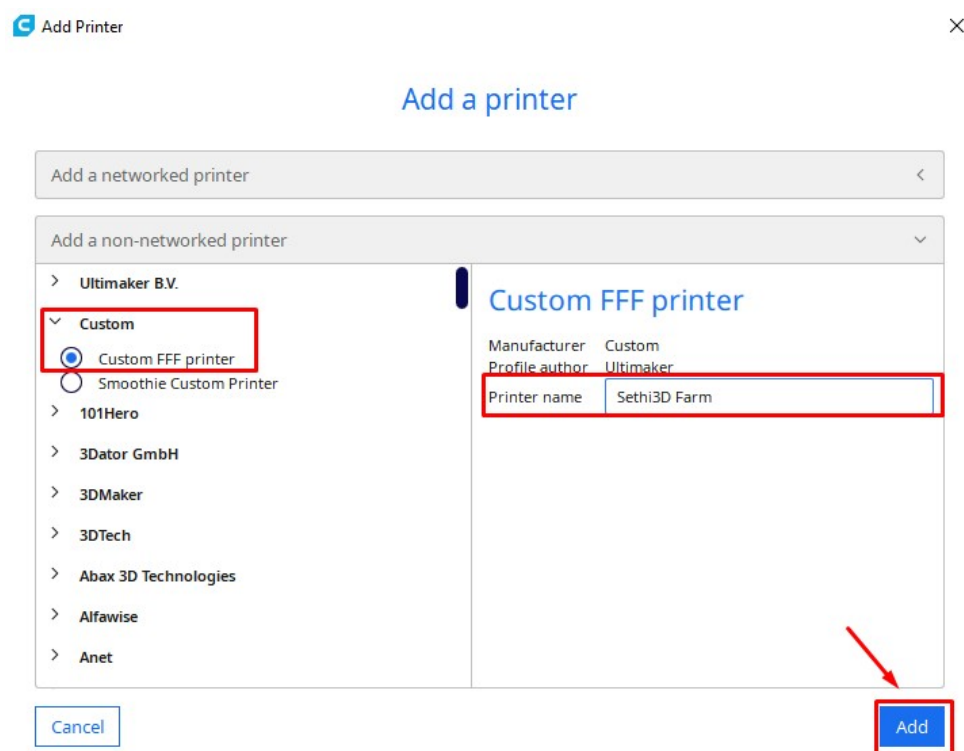 Add Printer
Add a printer
Add a networked printer
Add a non-networked printer
Ultimaker B.V.
Custom
Custom FFF printer
Smoothie Custom Printer
101Hero
3Dator GmbH
3DMaker
3DTech
Abax 3D Technologies
Alfawise
Anet
Custom FFF printer
Manufacturer Custom
Profile author Ultimaker
Printer name Sethi3D Farm
Cancel
Add